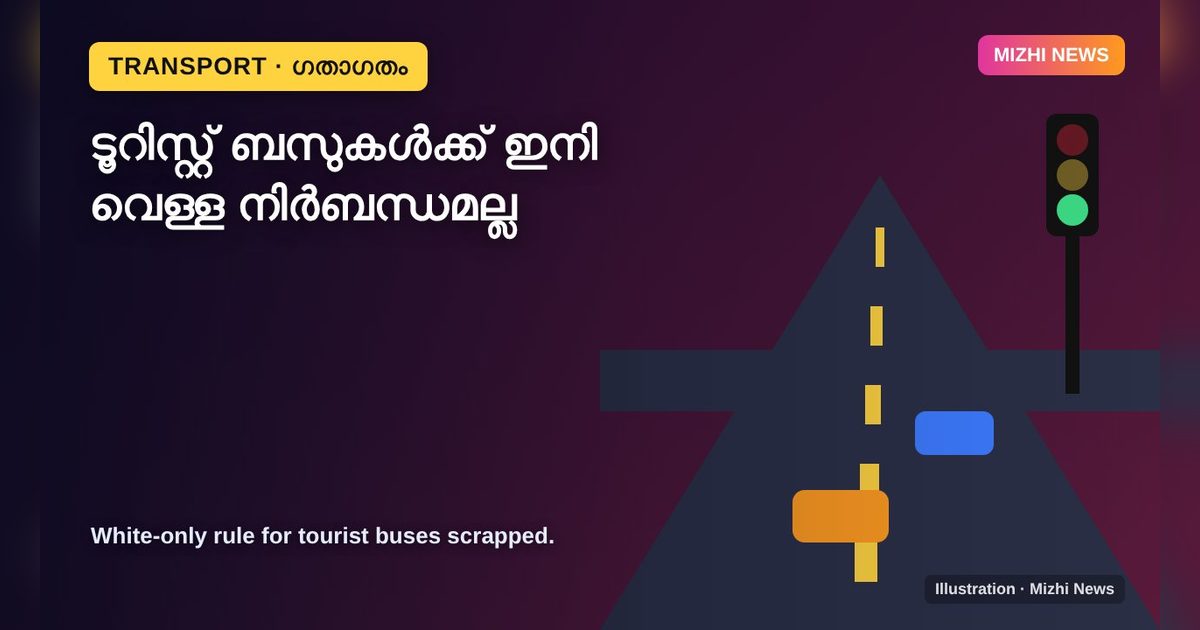 TRANSPORT · ഗതാഗതം
MIZHI NEWS
ടൂറിസ്റ്റ് ബസുകൾക്ക് ഇനി
വെള്ള നിർബന്ധമല്ല
White-only rule for tourist buses scrapped.
Illustration · Mizhi News